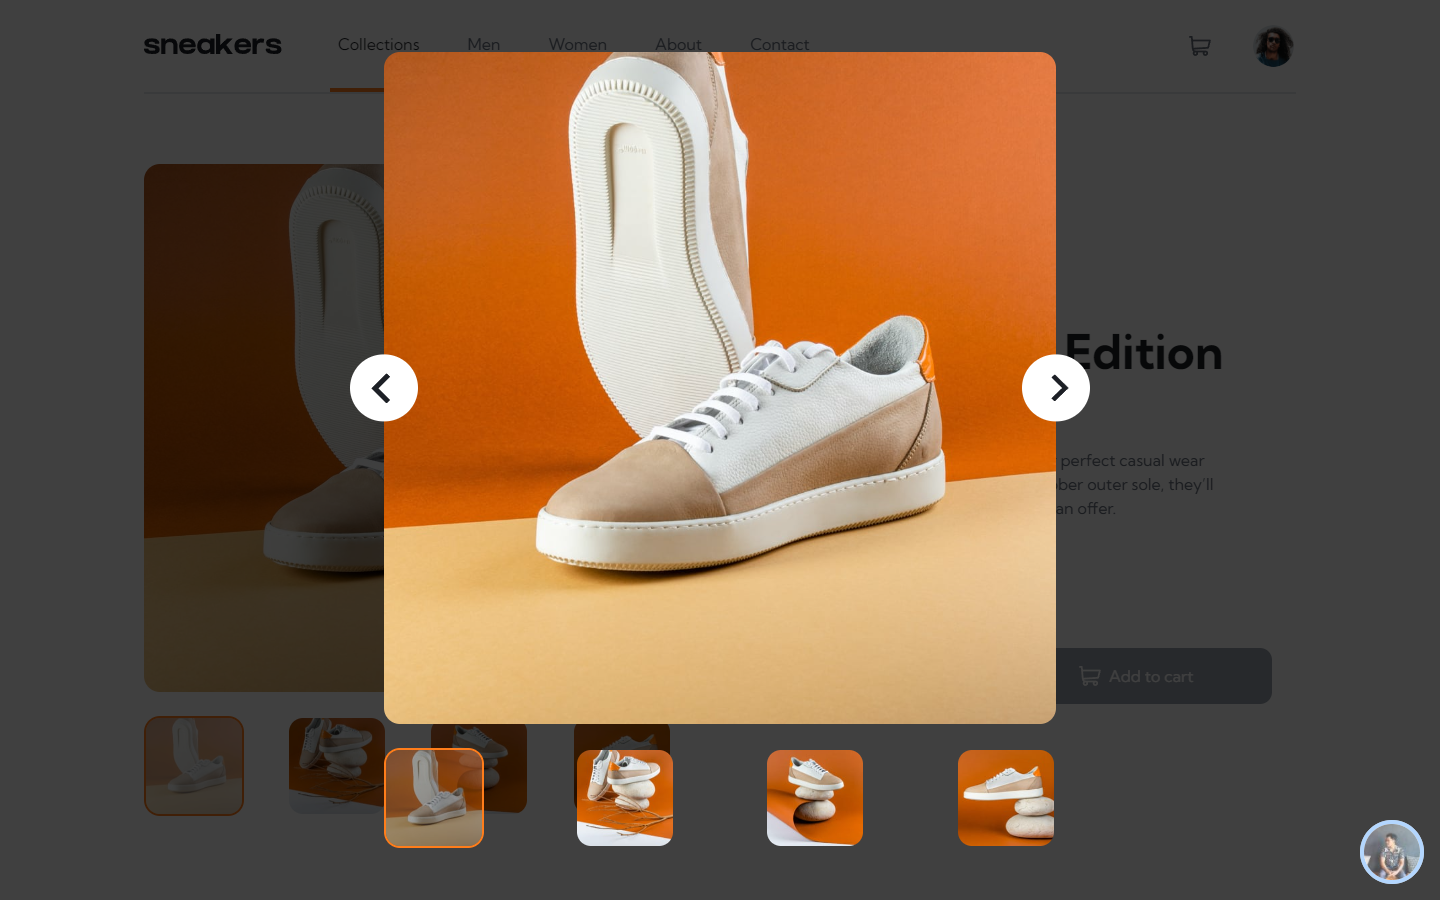 sneakers
Collections
Men
Women
About
Contact
Edition
perfect casual wear
ber outer sole, they'll
an offer.
Add to cart